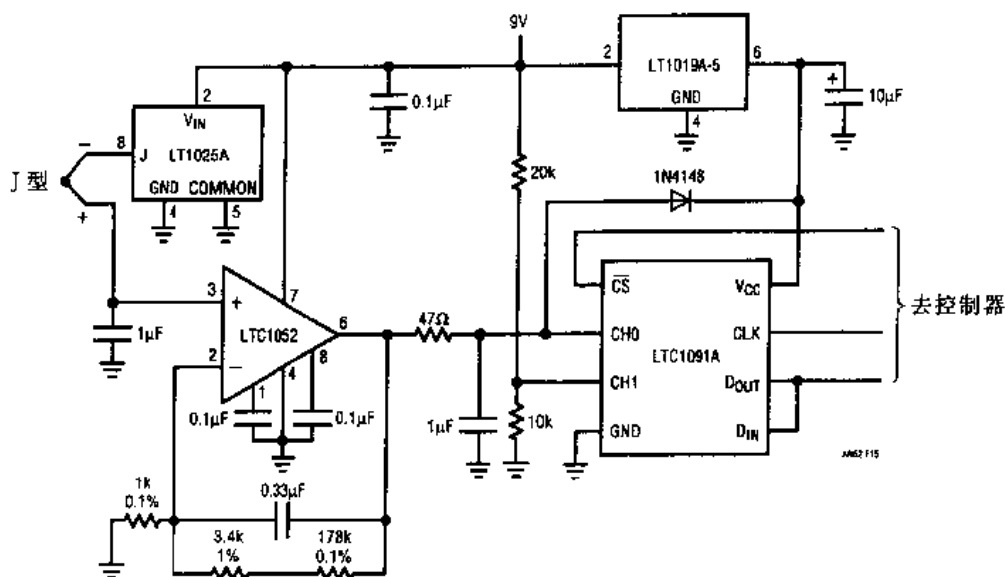 9V
2
LT1019A-5
6
GND
4
+
10µF
0.1µF
2
VIN
8
J
LT1025A
GND
COMMON
4
5
−
J 型
+
20k
1N4148
3
+
7
LTC1052
6
2
−
8
1
4
1µF
0.1µF
0.1µF
47Ω
1µF
10k
CS
VCC
CH0
CLK
LTC1091A
CH1
DOUT
GND
DIN
去控制器
1k
0.1%
0.33µF
3.4k
1%
178k
0.1%
AN62 F15